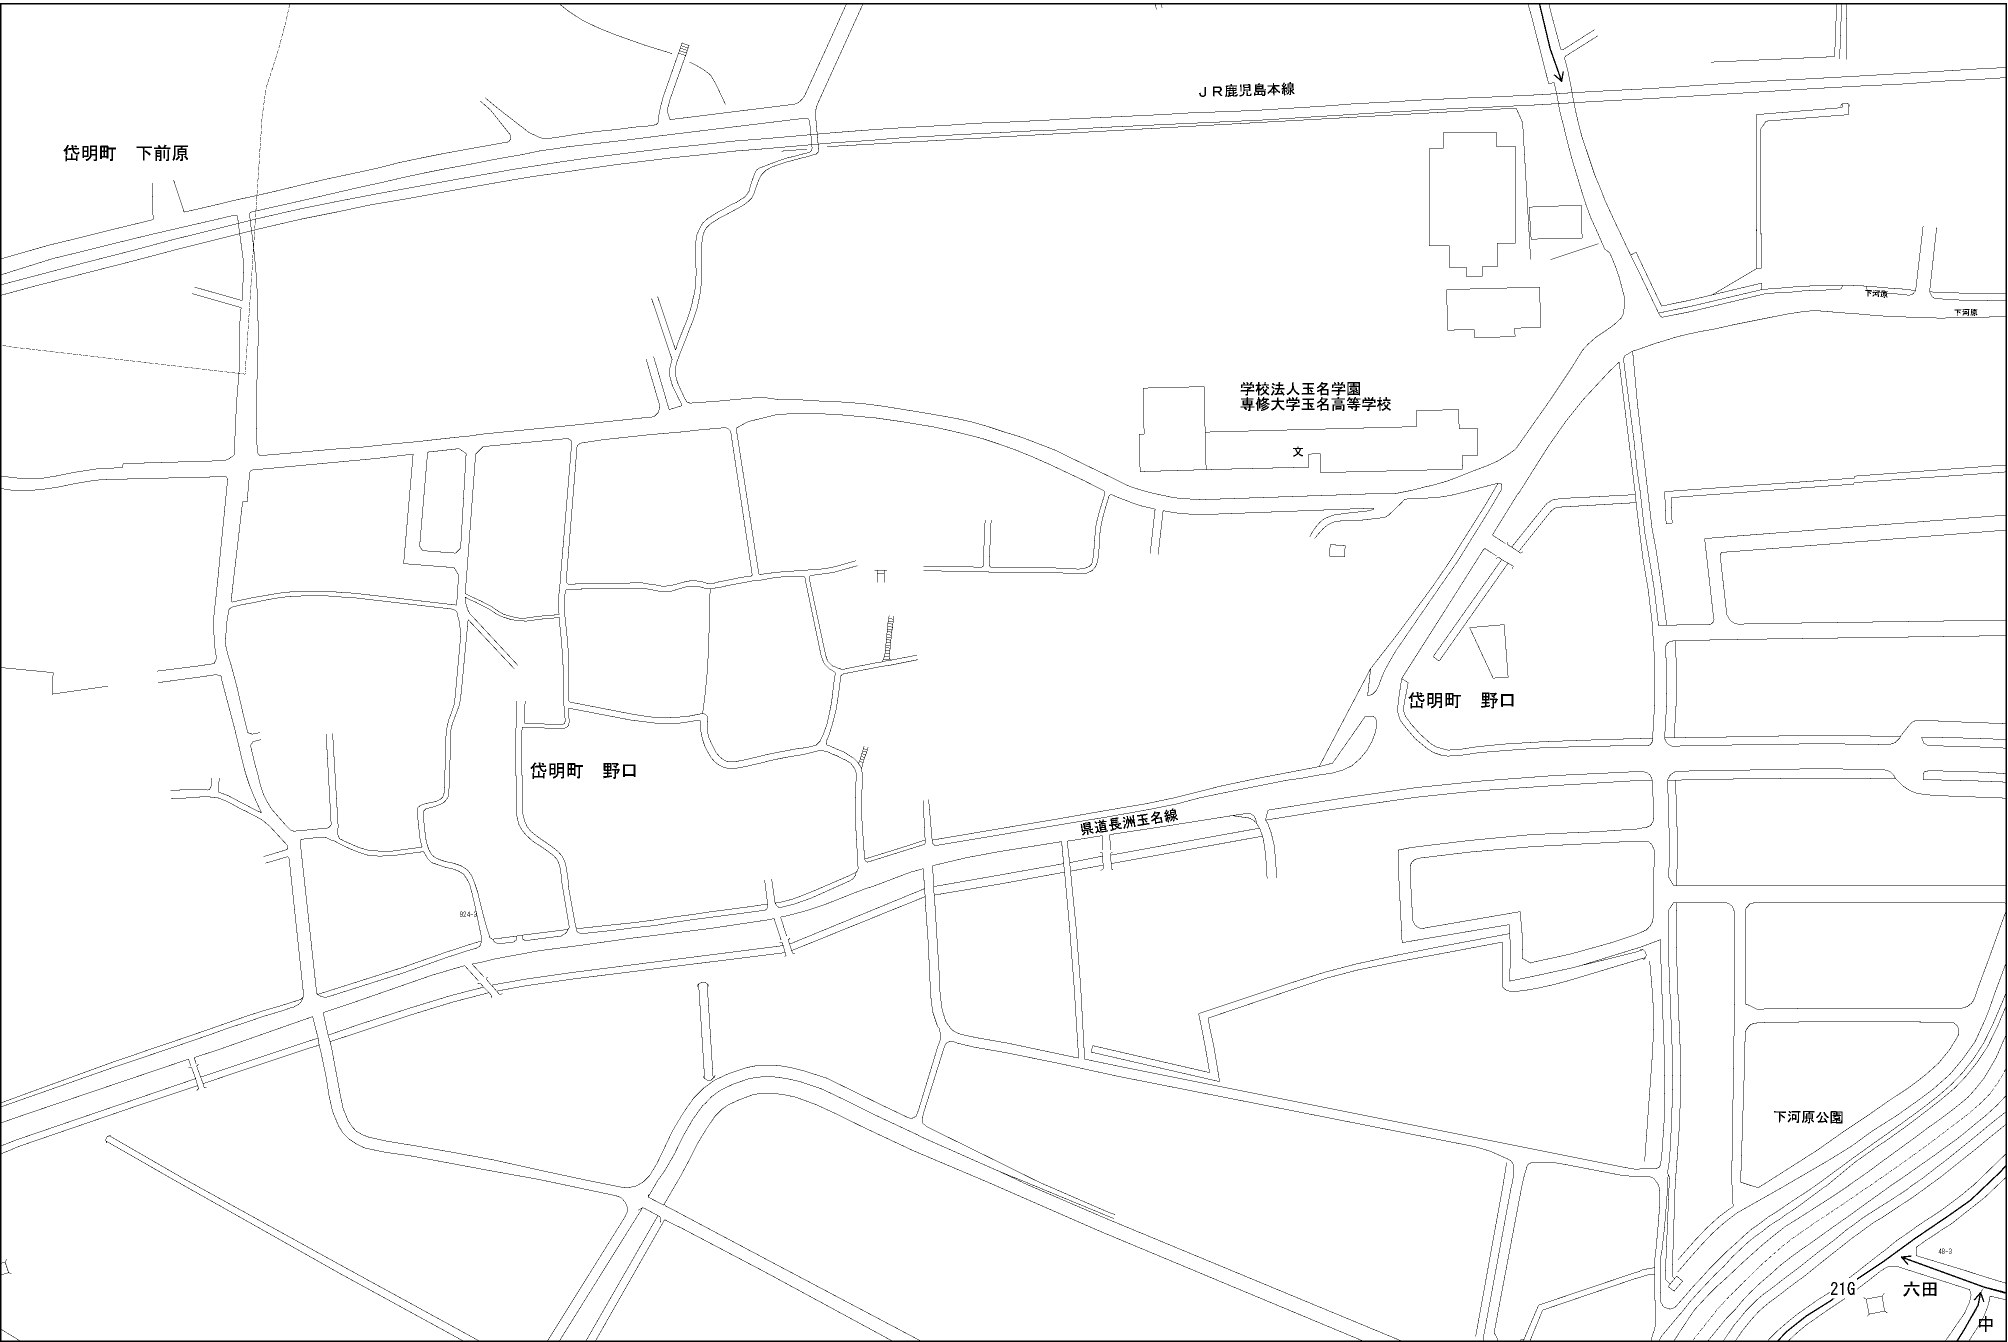 ＪＲ鹿児島本線
岱明町　下前原
下河原
下河原
学校法人玉名学園
専修大学玉名高等学校
文
岱明町　野口
岱明町　野口
県道長洲玉名線
924-3
下河原公園
48-3
21G
六田
中